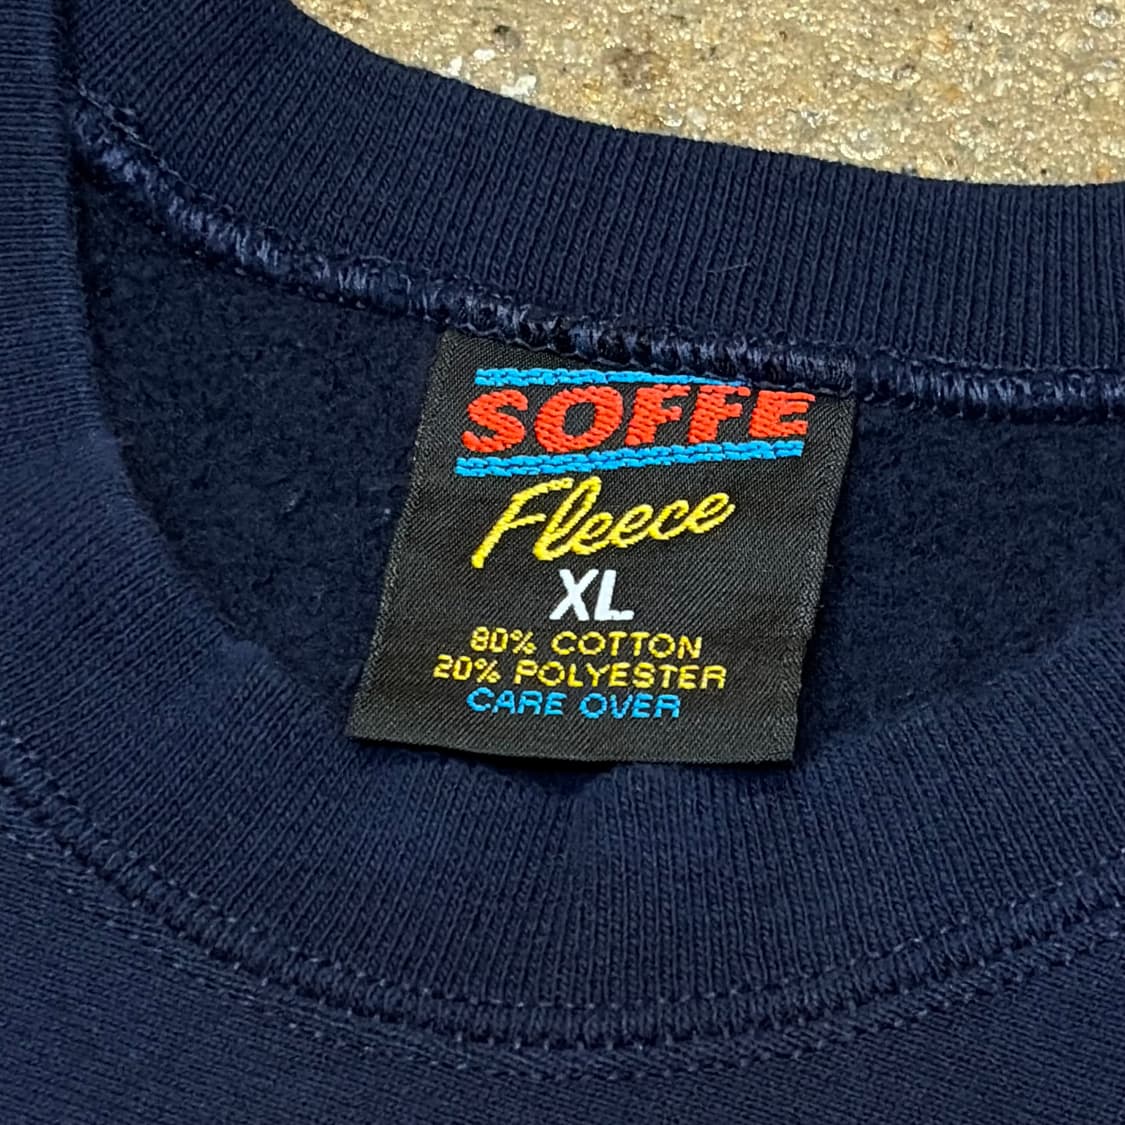 SOFFE
Fleece
XL
80% COTTON
20% POLYESTER
CARE OVER